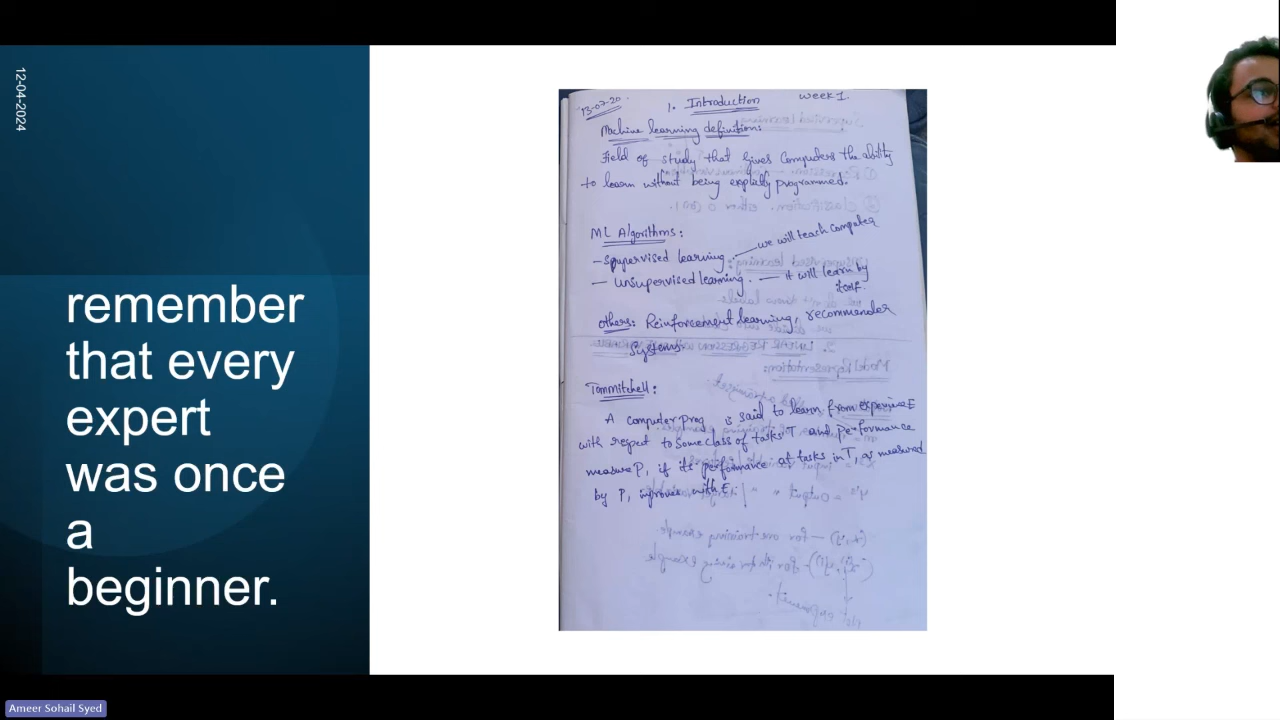 12-04-2024
remember
that every
expert
was once
a
beginner.
13-07-20
1. Introduction
Week 1.
Machine learning definitions
Field of study that gives Computers the ability
to learn without being explicitly programmed.
ML Algorithms:
- Supervised learning. we will teach computer
- Unsupervised learning. - it will learn by
itself.
Others: Reinforcement learning, recommender
Systems.
Tommitchell:
A computer prog is said to learn from experience E
with respect to some class of tasks T and performance
measure P, if its performance at tasks in T, as measured
by P, improves with E.
Ameer Sohail Syed